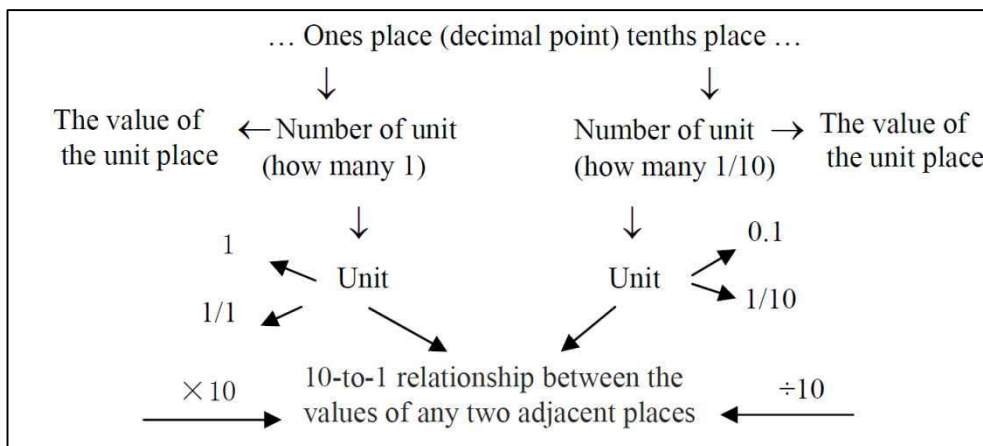 … Ones place (decimal point) tenths place …
↓ ↓
The value of the unit place ← Number of unit (how many 1)
Number of unit (how many 1/10) → The value of the unit place
↓ ↓
1
1/1
Unit
Unit
0.1
1/10
×10
10-to-1 relationship between the
values of any two adjacent places
÷10